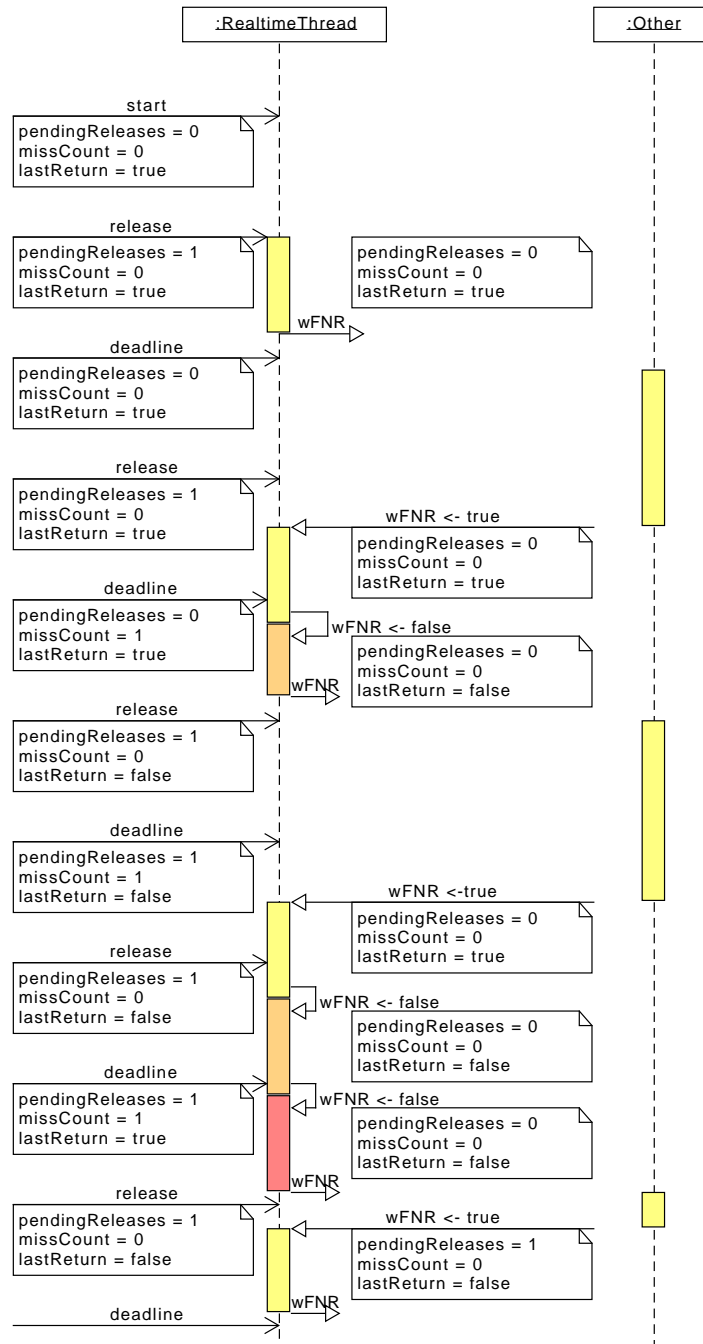 :RealtimeThread
:Other
start
pendingReleases = 0
missCount = 0
lastReturn = true
release
pendingReleases = 1
missCount = 0
lastReturn = true
pendingReleases = 0
missCount = 0
lastReturn = true
wFNR
deadline
pendingReleases = 0
missCount = 0
lastReturn = true
release
pendingReleases = 1
missCount = 0
lastReturn = true
wFNR <- true
pendingReleases = 0
missCount = 0
lastReturn = true
deadline
pendingReleases = 0
missCount = 1
lastReturn = true
wFNR <- false
pendingReleases = 0
missCount = 0
lastReturn = false
wFNR
release
pendingReleases = 1
missCount = 0
lastReturn = false
deadline
pendingReleases = 1
missCount = 1
lastReturn = false
wFNR <-true
pendingReleases = 0
missCount = 0
lastReturn = true
release
pendingReleases = 1
missCount = 0
lastReturn = false
wFNR <- false
pendingReleases = 0
missCount = 0
lastReturn = false
deadline
pendingReleases = 1
missCount = 1
lastReturn = true
wFNR <- false
pendingReleases = 0
missCount = 0
lastReturn = false
wFNR
release
pendingReleases = 1
missCount = 0
lastReturn = false
wFNR <- true
pendingReleases = 1
missCount = 0
lastReturn = false
wFNR
deadline